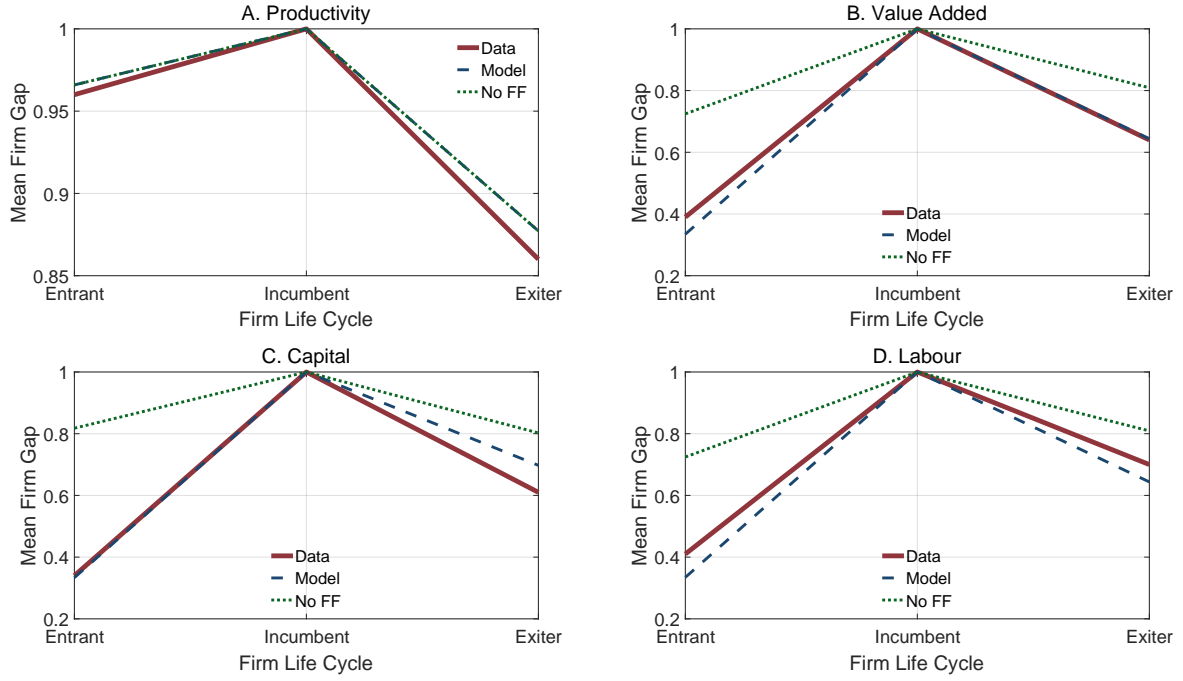 A. Productivity
1
0.95
0.9
0.85
Mean Firm Gap
Data
Model
No FF
Entrant
Incumbent
Exiter
Firm Life Cycle
B. Value Added
1
0.8
0.6
0.4
0.2
Mean Firm Gap
Data
Model
No FF
Entrant
Incumbent
Exiter
Firm Life Cycle
C. Capital
1
0.8
0.6
0.4
0.2
Mean Firm Gap
Data
Model
No FF
Entrant
Incumbent
Exiter
Firm Life Cycle
D. Labour
1
0.8
0.6
0.4
0.2
Mean Firm Gap
Data
Model
No FF
Entrant
Incumbent
Exiter
Firm Life Cycle